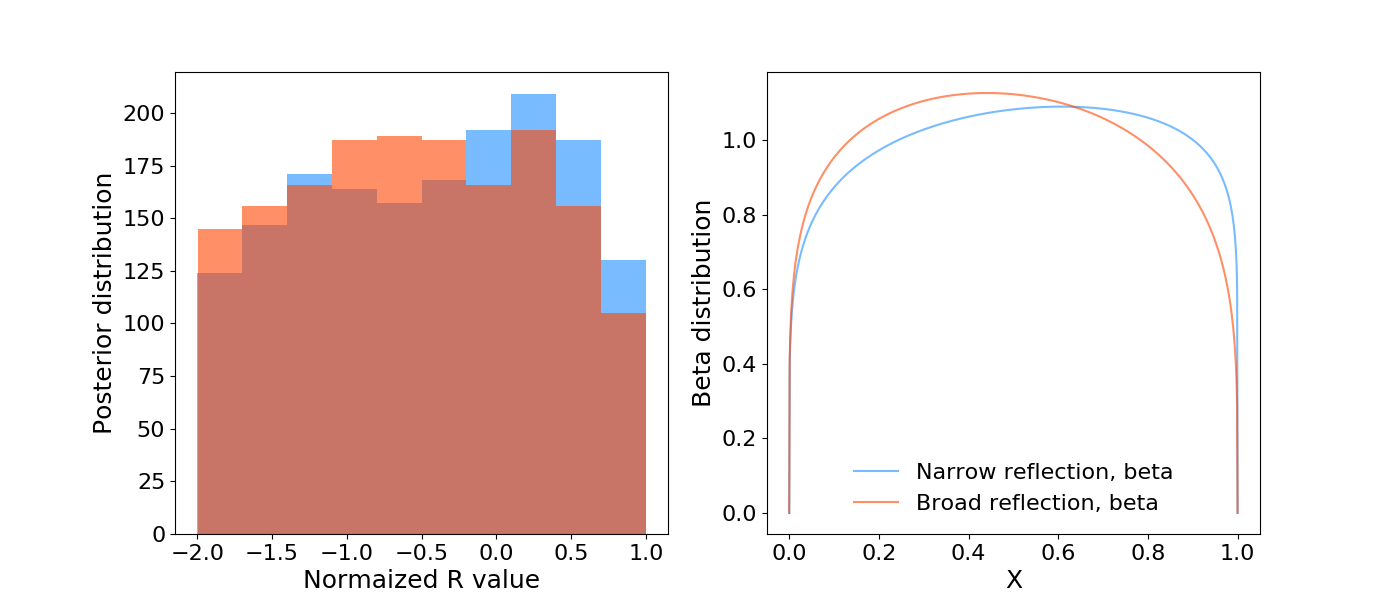 Posterior distribution
200
175
150
125
100
75
50
25
0
−2.0 −1.5 −1.0 −0.5 0.0 0.5 1.0
Normaized R value
Beta distribution
1.0
0.8
0.6
0.4
0.2
0.0
Narrow reflection, beta
Broad reflection, beta
0.0 0.2 0.4 0.6 0.8 1.0
X